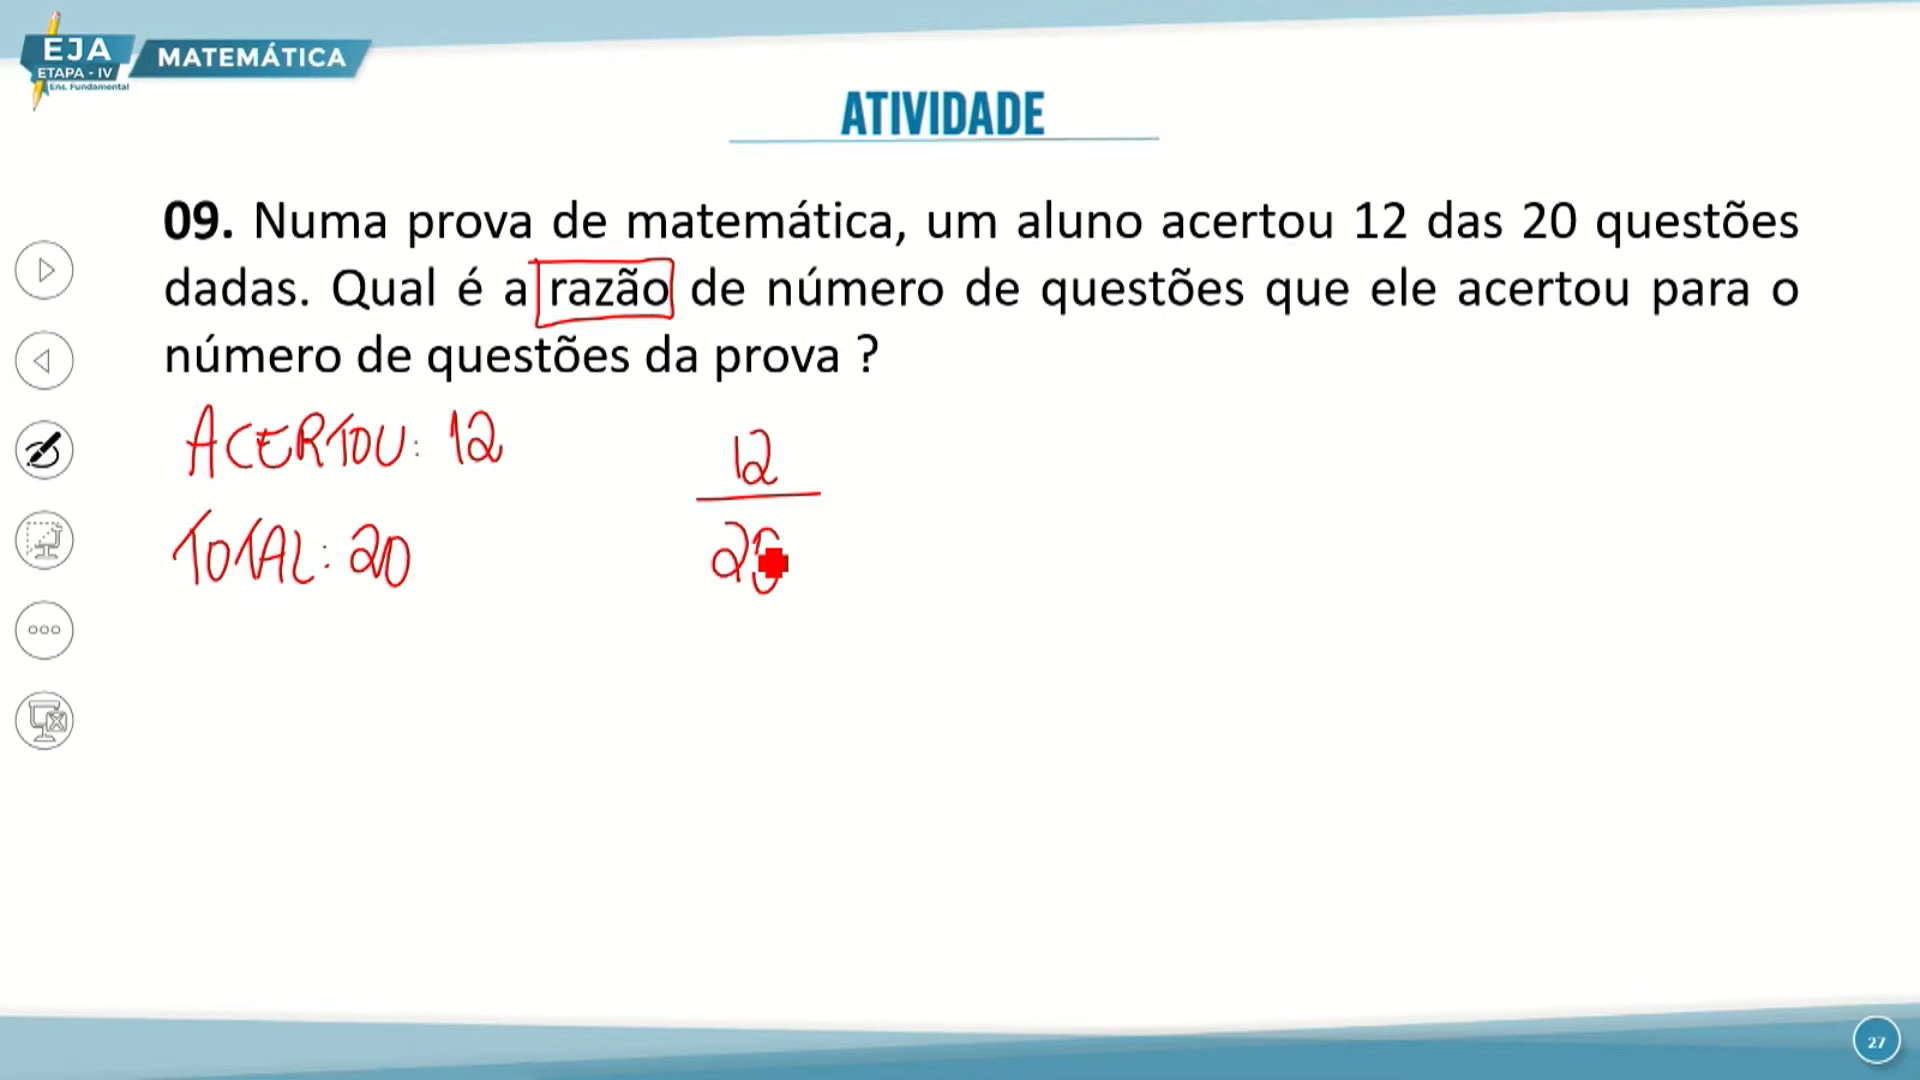 EJA
ETAPA - IV
Ens. Fundamental
MATEMÁTICA
ATIVIDADE
09. Numa prova de matemática, um aluno acertou 12 das 20 questões
dadas. Qual é a razão de número de questões que ele acertou para o
número de questões da prova ?
ACERTOU: 12
TOTAL: 20
12
20
27